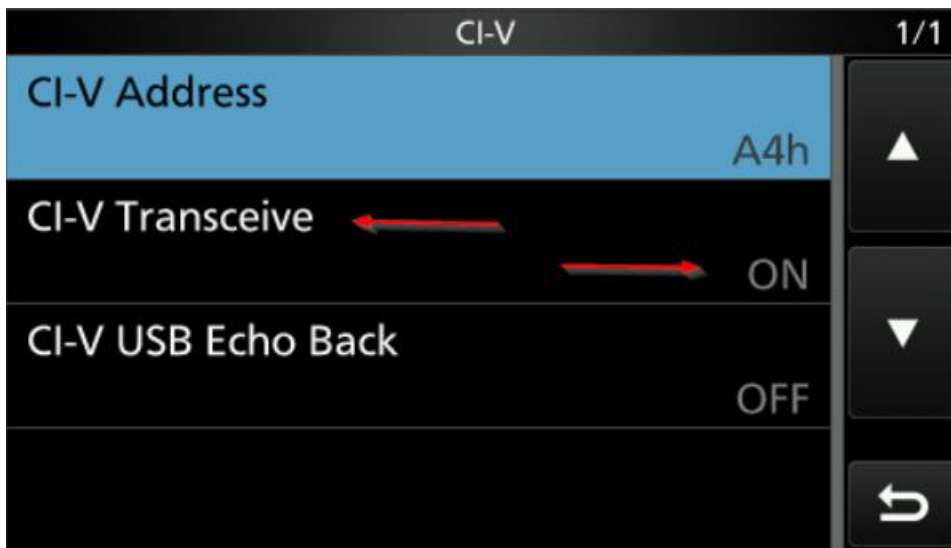 CI-V
1/1
CI-V Address
A4h
CI-V Transceive
ON
CI-V USB Echo Back
OFF